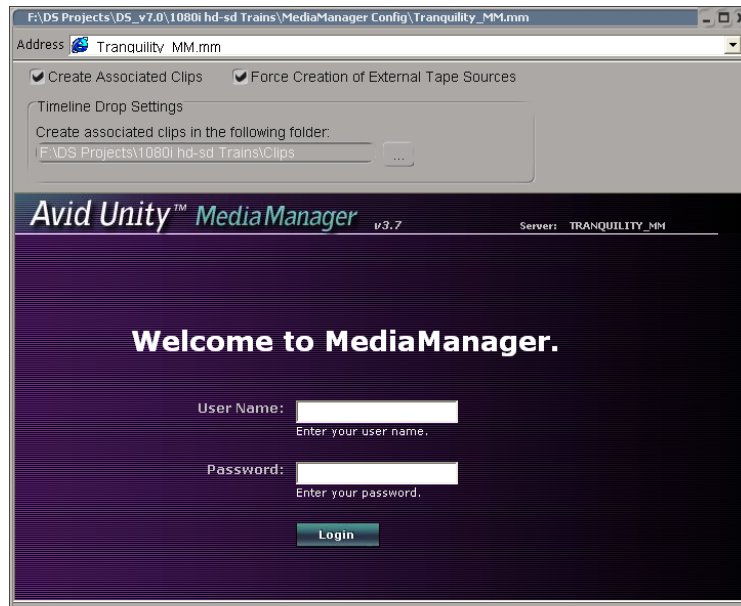 F:\DS Projects\DS_v7.0\1080i hd-sd Trains\MediaManager Config\Tranquility_MM.mm
Address Tranquility_MM.mm
Create Associated Clips Force Creation of External Tape Sources
Timeline Drop Settings
Create associated clips in the following folder:
F:\DS Projects\1080i hd-sd Trains\Clips ...
Avid Unity™ MediaManager v3.7 Server: TRANQUILITY_MM
Welcome to MediaManager.
User Name:
Enter your user name.
Password:
Enter your password.
Login